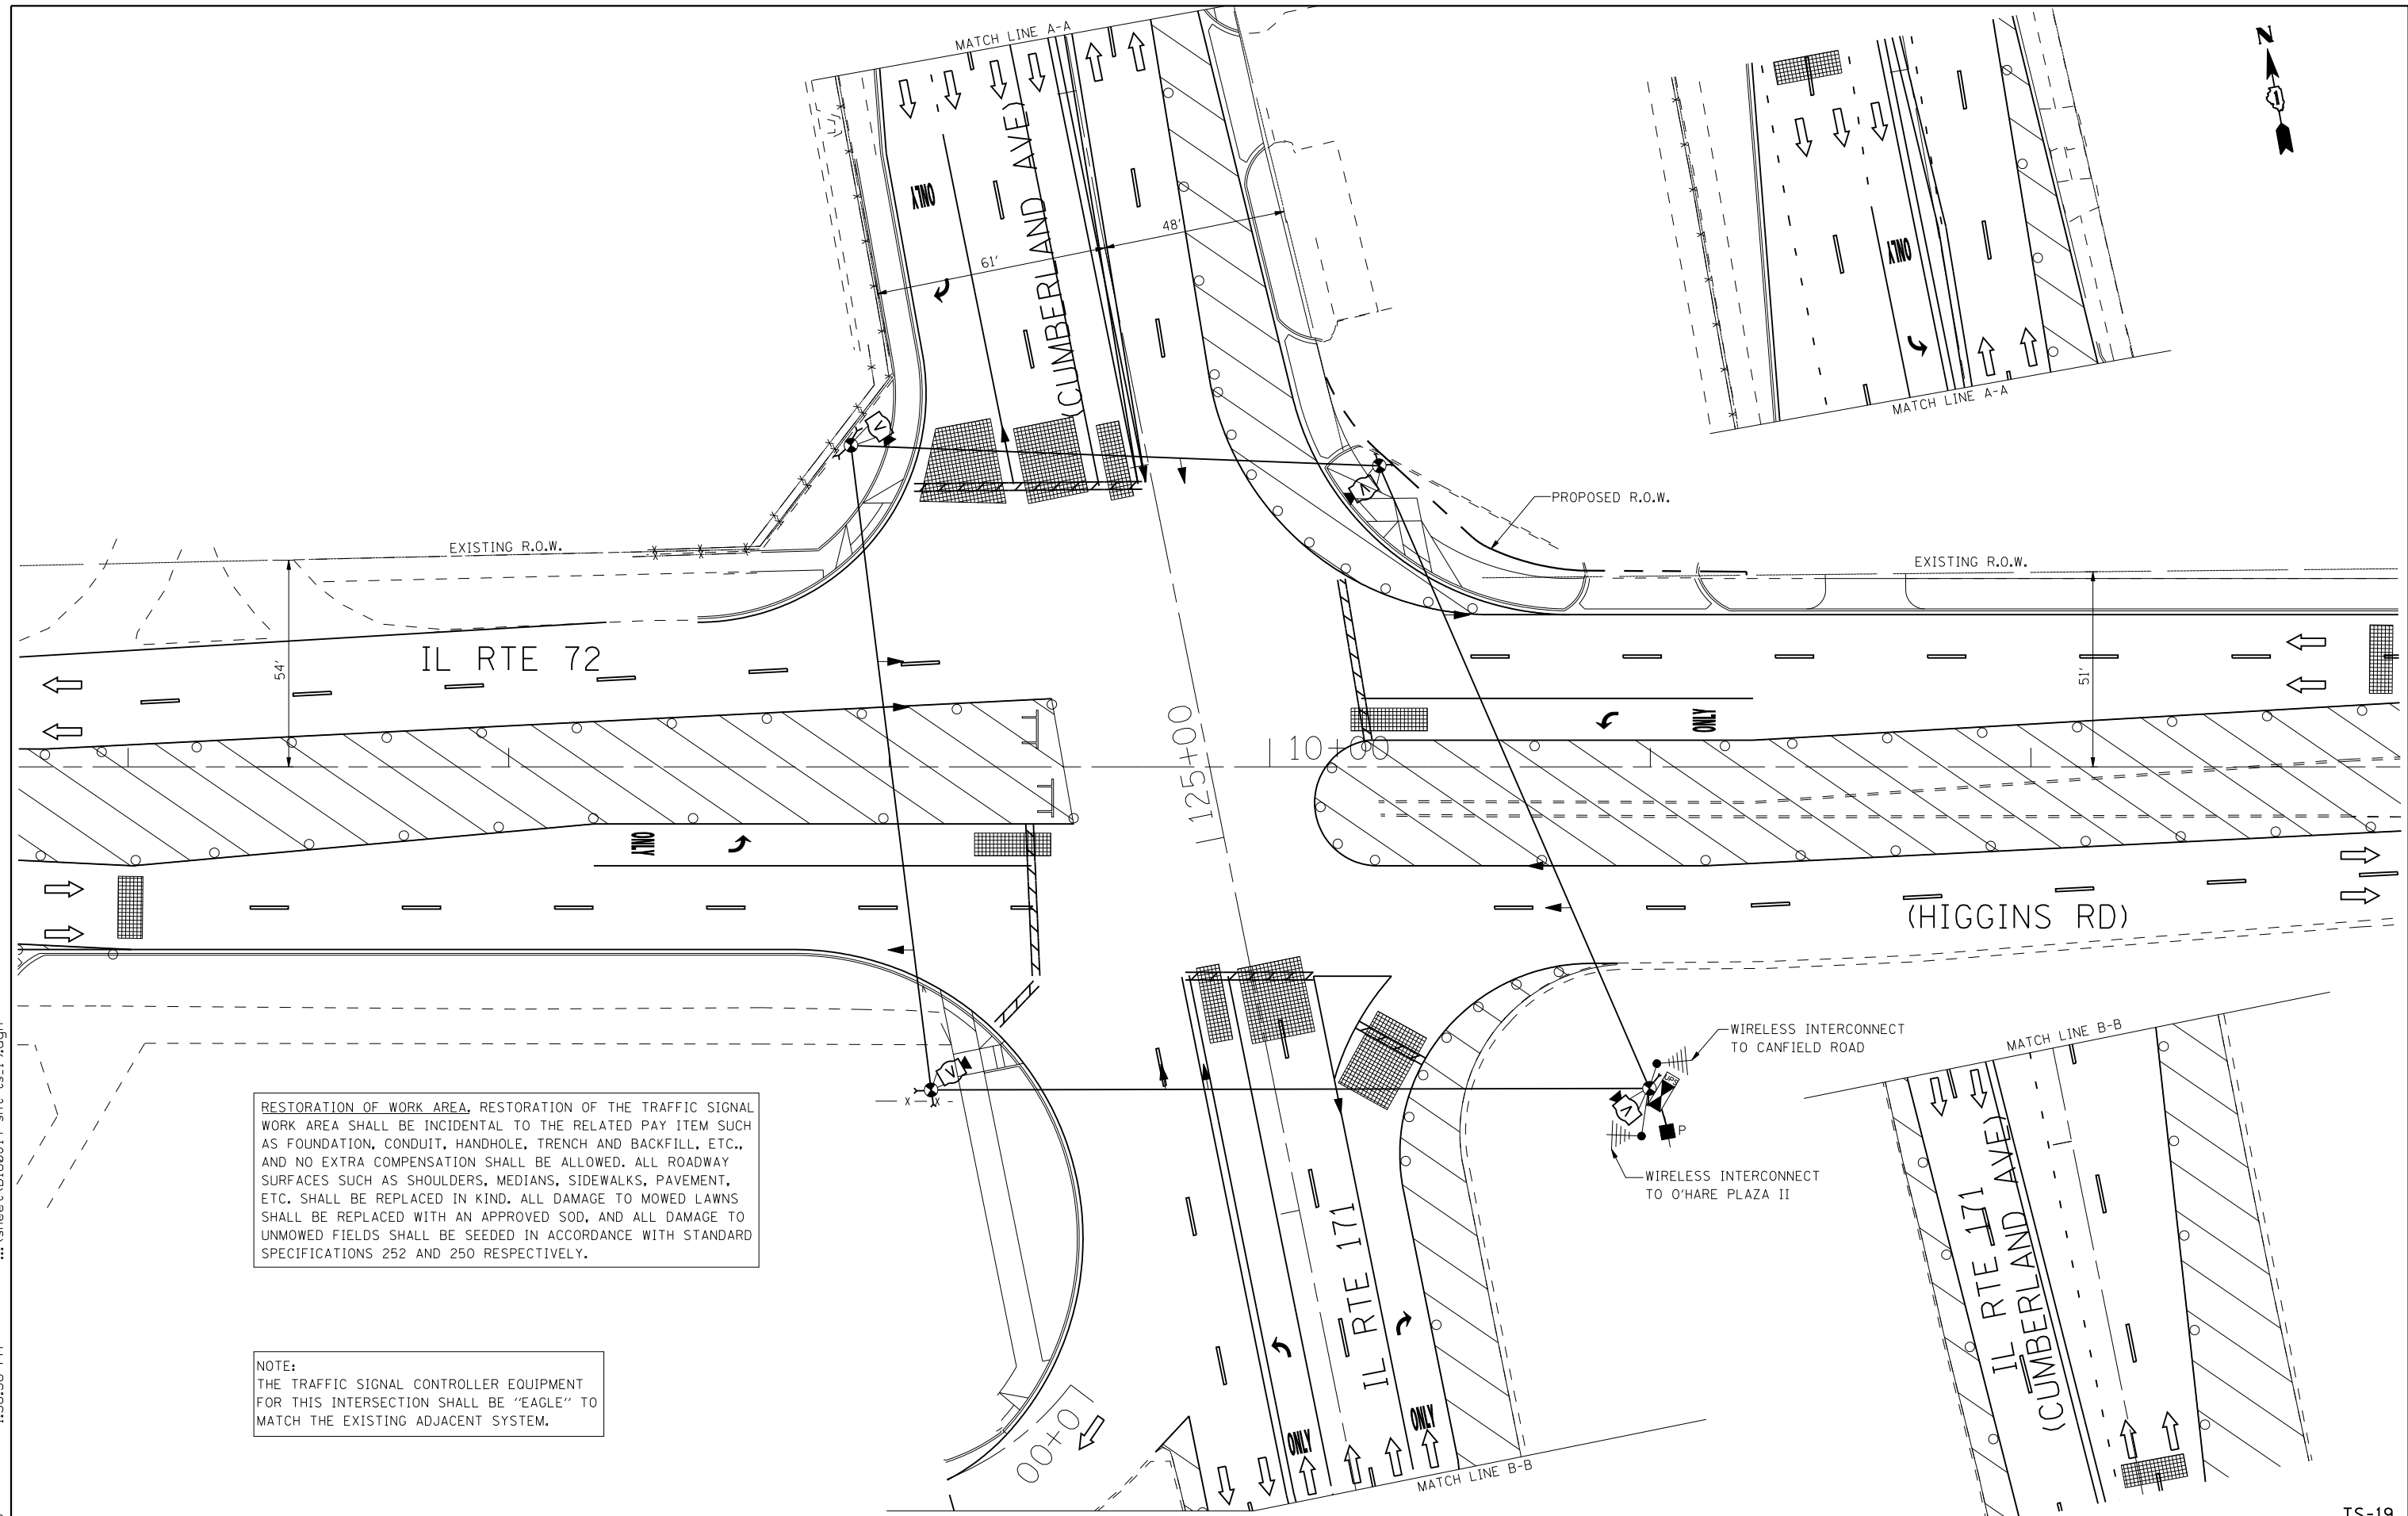 MATCH LINE A-A
N
(CUMBERLAND AVE)
ONLY
48'
61'
ONLY
MATCH LINE A-A
PROPOSED R.O.W.
EXISTING R.O.W.
EXISTING R.O.W.
V
V
54'
IL RTE 72
51'
ONLY
125+00
10+00
ONLY
(HIGGINS RD)
WIRELESS INTERCONNECT
TO CANFIELD ROAD
MATCH LINE B-B
UPS
V
V
P
WIRELESS INTERCONNECT
TO O'HARE PLAZA II
RESTORATION OF WORK AREA. RESTORATION OF THE TRAFFIC SIGNAL
WORK AREA SHALL BE INCIDENTAL TO THE RELATED PAY ITEM SUCH
AS FOUNDATION, CONDUIT, HANDHOLE, TRENCH AND BACKFILL, ETC.,
AND NO EXTRA COMPENSATION SHALL BE ALLOWED. ALL ROADWAY
SURFACES SUCH AS SHOULDERS, MEDIANS, SIDEWALKS, PAVEMENT,
ETC. SHALL BE REPLACED IN KIND. ALL DAMAGE TO MOWED LAWNS
SHALL BE REPLACED WITH AN APPROVED SOD, AND ALL DAMAGE TO
UNMOWED FIELDS SHALL BE SEEDED IN ACCORDANCE WITH STANDARD
SPECIFICATIONS 252 AND 250 RESPECTIVELY.
IL RTE 171
IL RTE 171
(CUMBERLAND AVE)
NOTE:
THE TRAFFIC SIGNAL CONTROLLER EQUIPMENT
FOR THIS INTERSECTION SHALL BE "EAGLE" TO
MATCH THE EXISTING ADJACENT SYSTEM.
0+00
ONLY
ONLY
MATCH LINE B-B
TS-19